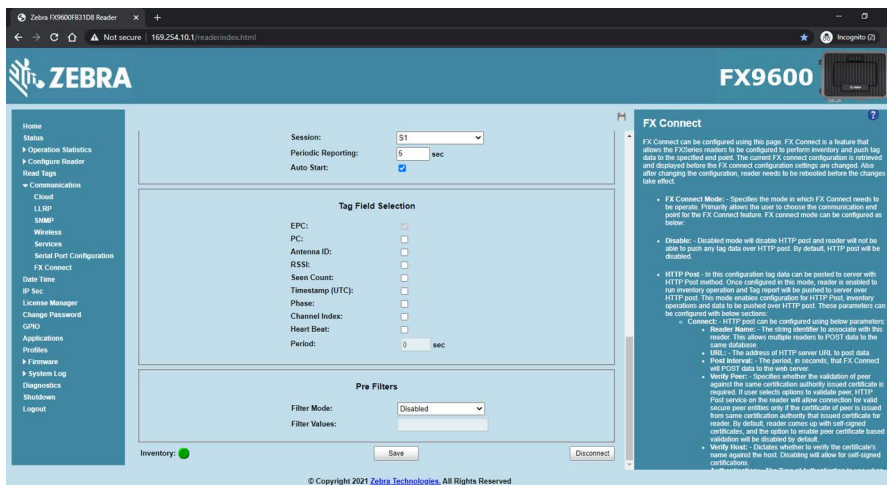 Zebra FX9600FB31D8 Reader
Incognito (2)
Not secure | 169.254.10.1/readerindex.html
ZEBRA
FX9600
Home
Status
Operation Statistics
Configure Reader
Read Tags
Communication
Cloud
LLRP
SNMP
Wireless
Services
Serial Port Configuration
FX Connect
Date Time
IP Sec
License Manager
Change Password
GPIO
Applications
Profiles
Firmware
System Log
Diagnostics
Shutdown
Logout
Session: S1
Periodic Reporting: 5 sec
Auto Start:
Tag Field Selection
EPC:
PC:
Antenna ID:
RSSI:
Seen Count:
Timestamp (UTC):
Phase:
Channel Index:
Heart Beat:
Period: 0 sec
Pre Filters
Filter Mode: Disabled
Filter Values:
Inventory: Save Disconnect
FX Connect
FX Connect can be configured using this page. FX Connect is a feature that
allows the FXSeries readers to be configured to perform inventory and push tag
data to the specified end point. The current FX connect configuration is retrieved
and displayed before the FX connect configuration settings are changed. Also
after changing the configuration, reader needs to be rebooted before the changes
take effect.
• FX Connect Mode: - Specifies the mode in which FX Connect needs to
be operate. Primarily allows the user to choose the communication end
point for the FX Connect feature. FX connect mode can be configured as
below:
• Disable: - Disabled mode will disable HTTP post and reader will not be
able to push any tag data over HTTP post. By default, HTTP post will be
disabled.
• HTTP Post - In this configuration tag data can be posted to server with
HTTP Post method. Once configured in this mode, reader is enabled to
run inventory operation and Tag report will be pushed to server over
HTTP post. This mode enables configuration for HTTP Post, inventory
operations and data to be pushed over HTTP post. These parameters can
be configured with below sections:
Connect: - HTTP post can be configured using below parameters:
• Reader Name: - The string identifier to associate with this
reader. This allows multiple readers to POST data to the
same database.
• URL: - The address of HTTP server URL to post data.
• Post Interval: - The period, in seconds, that FX Connect
will POST data to the web server.
• Verify Peer: - Specifies whether the validation of peer
against the same certification authority issued certificate is
required. If user selects option to enable peer, HTTP
Post service on the reader will allow connection for valid
secure peer entities only if the certificate of peer is issued
from same certification authority that issued certificate for
reader. By default, reader comes up with self-signed
certificates, and the option to enable peer certificate based
validation will be disabled by default.
• Verify Host: - Dictates whether to verify the certificate's
name against the host. Disabling will allow for self-signed
certifications.
© Copyright 2021 Zebra Technologies. All Rights Reserved